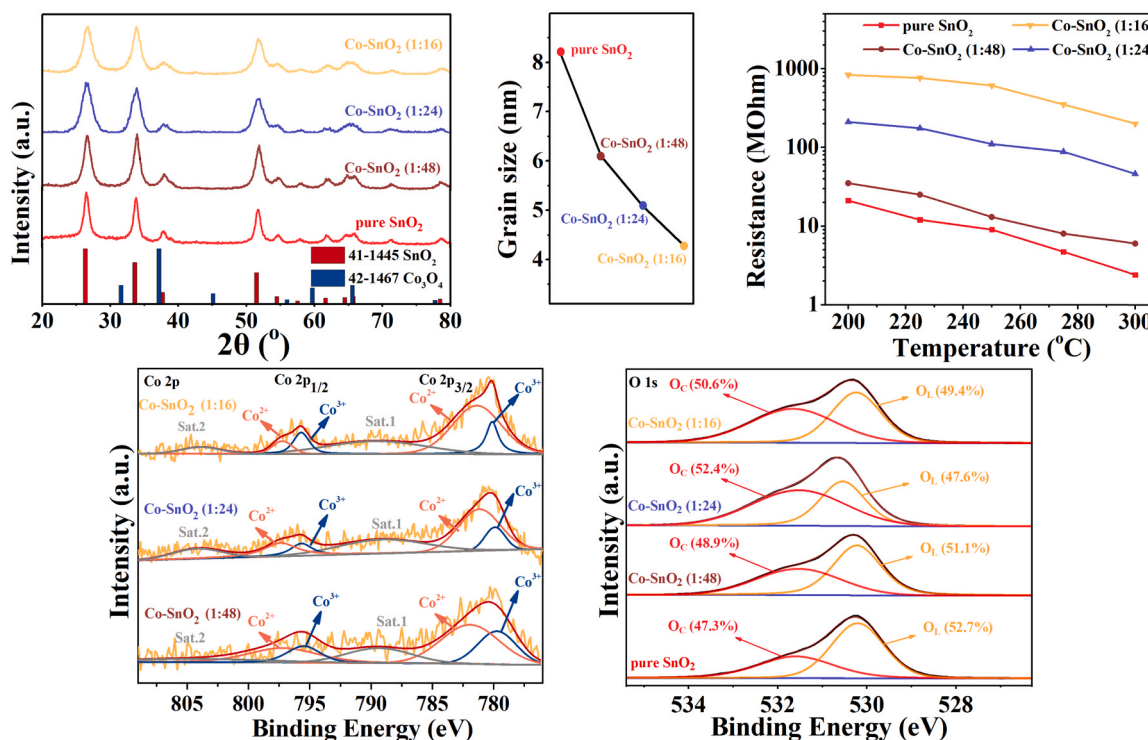 Intensity (a.u.)
Co-SnO2 (1:16)
Co-SnO2 (1:24)
Co-SnO2 (1:48)
pure SnO2
41-1445 SnO2
42-1467 Co3O4
20 30 40 50 60 70 80
2θ (°)
Grain size (nm)
8
7
6
5
4
pure SnO2
Co-SnO2 (1:48)
Co-SnO2 (1:24)
Co-SnO2 (1:16)
pure SnO2 Co-SnO2 (1:16)
Co-SnO2 (1:48) Co-SnO2 (1:24)
Resistance (MOhm)
1000
100
10
1
200 225 250 275 300
Temperature (°C)
Intensity (a.u.)
Co 2p Co 2p1/2 Co 2p3/2
Co-SnO2 (1:16)
Sat.2 Co2+ Co3+ Sat.1 Co2+ Co3+
Co-SnO2 (1:24)
Sat.2 Co2+ Co3+ Sat.1 Co2+ Co3+
Co-SnO2 (1:48)
Sat.2 Co2+ Co3+ Sat.1 Co2+ Co3+
805 800 795 790 785 780
Binding Energy (eV)
Intensity (a.u.)
O 1s
OC (50.6%) OL (49.4%)
Co-SnO2 (1:16)
OC (52.4%) OL (47.6%)
Co-SnO2 (1:24)
OC (48.9%) OL (51.1%)
Co-SnO2 (1:48)
OC (47.3%) OL (52.7%)
pure SnO2
534 532 530 528
Binding Energy (eV)